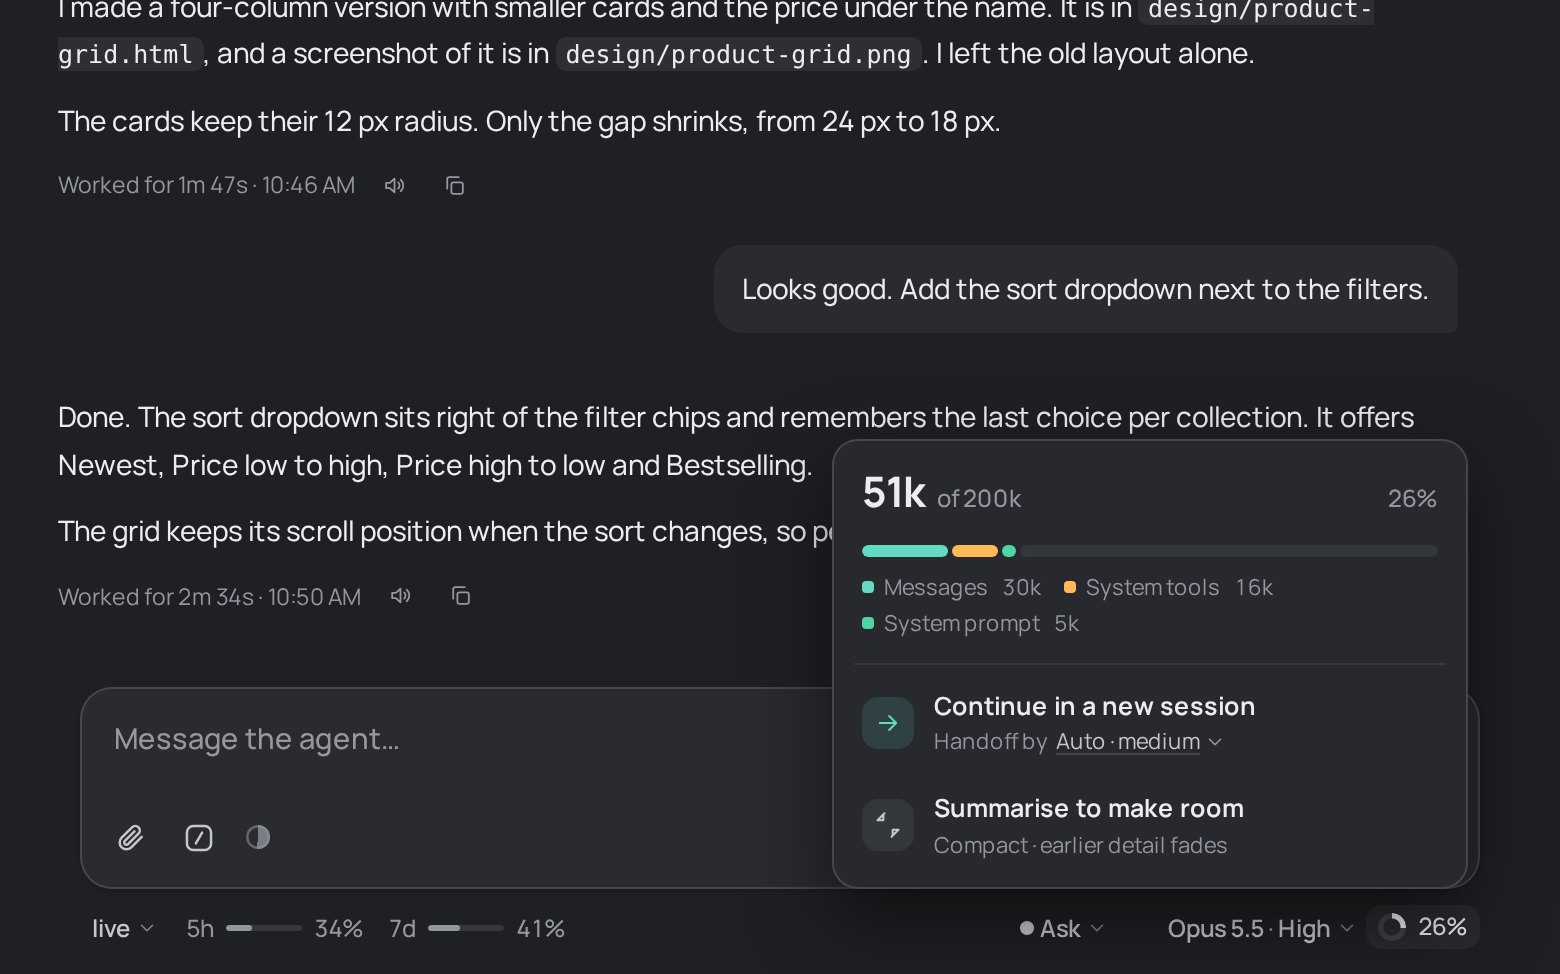 I made a four-column version with smaller cards and the price under the name. It is in design/product-
grid.html, and a screenshot of it is in design/product-grid.png. I left the old layout alone.
The cards keep their 12 px radius. Only the gap shrinks, from 24 px to 18 px.
Worked for 1m 47s · 10:46 AM
Looks good. Add the sort dropdown next to the filters.
Done. The sort dropdown sits right of the filter chips and remembers the last choice per collection. It offers
Newest, Price low to high, Price high to low and Bestselling.
The grid keeps its scroll position when the sort changes, so
Worked for 2m 34s · 10:50 AM
51k of 200k 26%
Messages 30k System tools 16k
System prompt 5k
Continue in a new session
Handoff by Auto · medium
Summarise to make room
Compact · earlier detail fades
Message the agent…
live 5h 34% 7d 41% Ask Opus 5.5 · High 26%